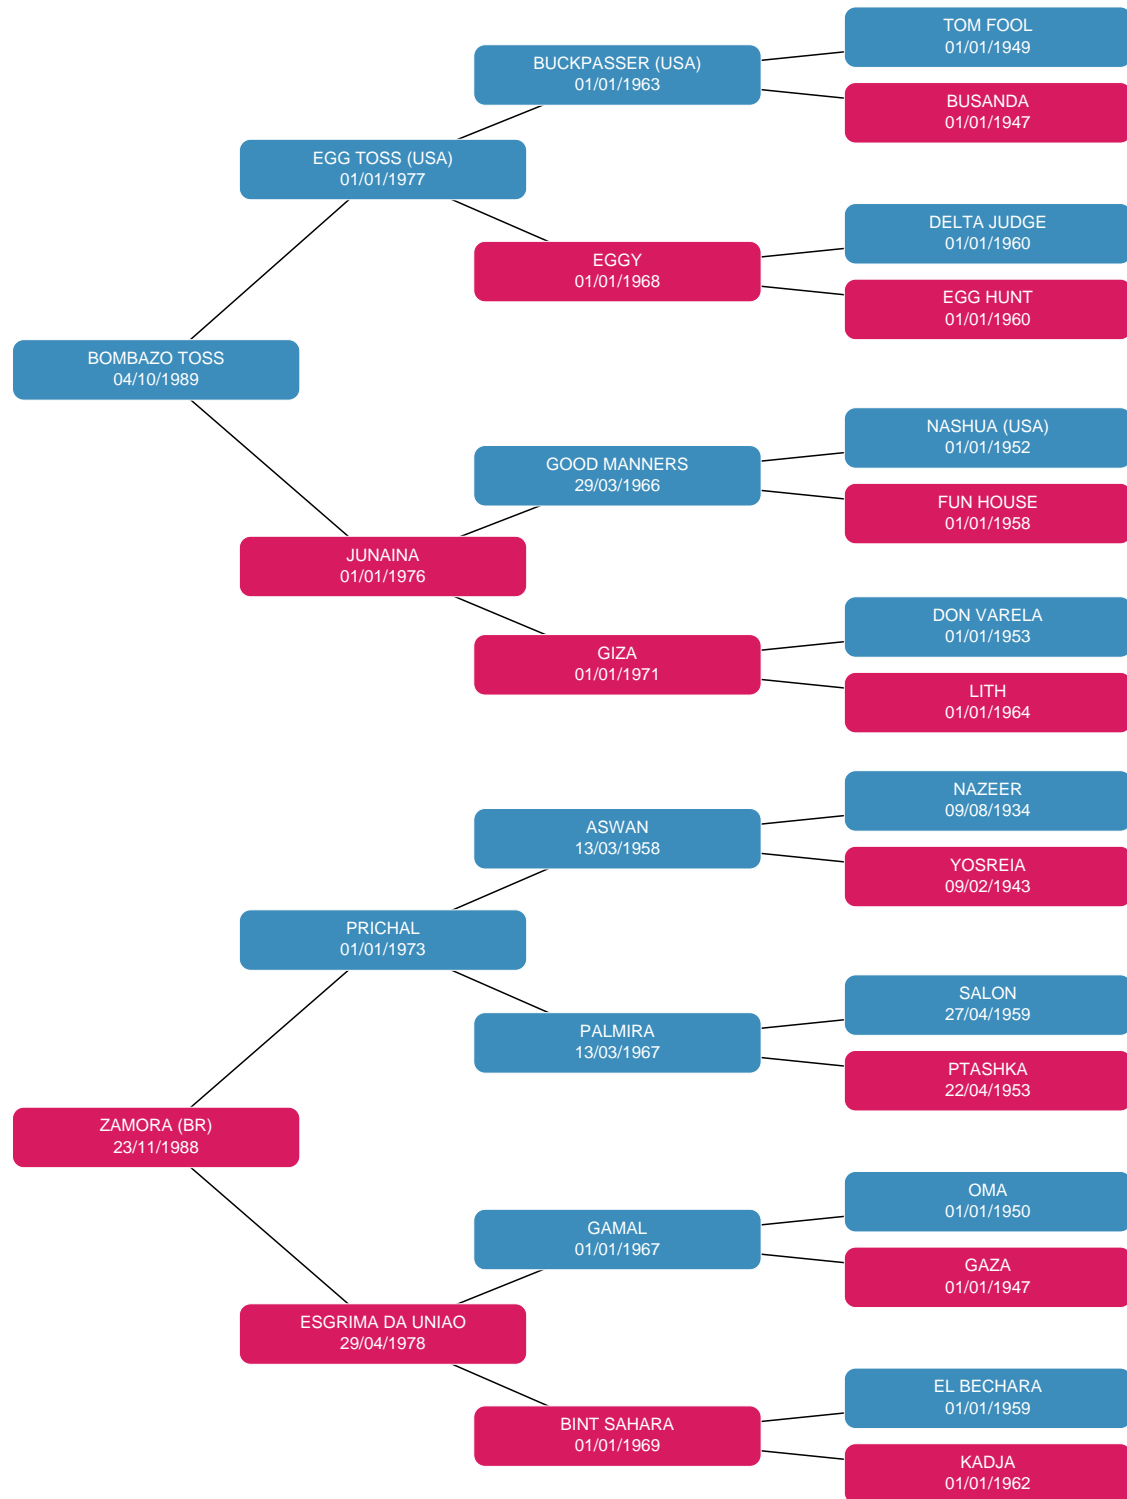 TOM FOOL
01/01/1949
BUCKPASSER (USA)
01/01/1963
BUSANDA
01/01/1947
EGG TOSS (USA)
01/01/1977
DELTA JUDGE
01/01/1960
EGGY
01/01/1968
EGG HUNT
01/01/1960
BOMBAZO TOSS
04/10/1989
NASHUA (USA)
01/01/1952
GOOD MANNERS
29/03/1966
FUN HOUSE
01/01/1958
JUNAINA
01/01/1976
DON VARELA
01/01/1953
GIZA
01/01/1971
LITH
01/01/1964
NAZEER
09/08/1934
ASWAN
13/03/1958
YOSREIA
09/02/1943
PRICHAL
01/01/1973
SALON
27/04/1959
PALMIRA
13/03/1967
PTASHKA
22/04/1953
ZAMORA (BR)
23/11/1988
OMA
01/01/1950
GAMAL
01/01/1967
GAZA
01/01/1947
ESGRIMA DA UNIAO
29/04/1978
EL BECHARA
01/01/1959
BINT SAHARA
01/01/1969
KADJA
01/01/1962